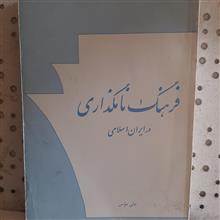 فرهنگ نامگذاری
در ایران اسلامی